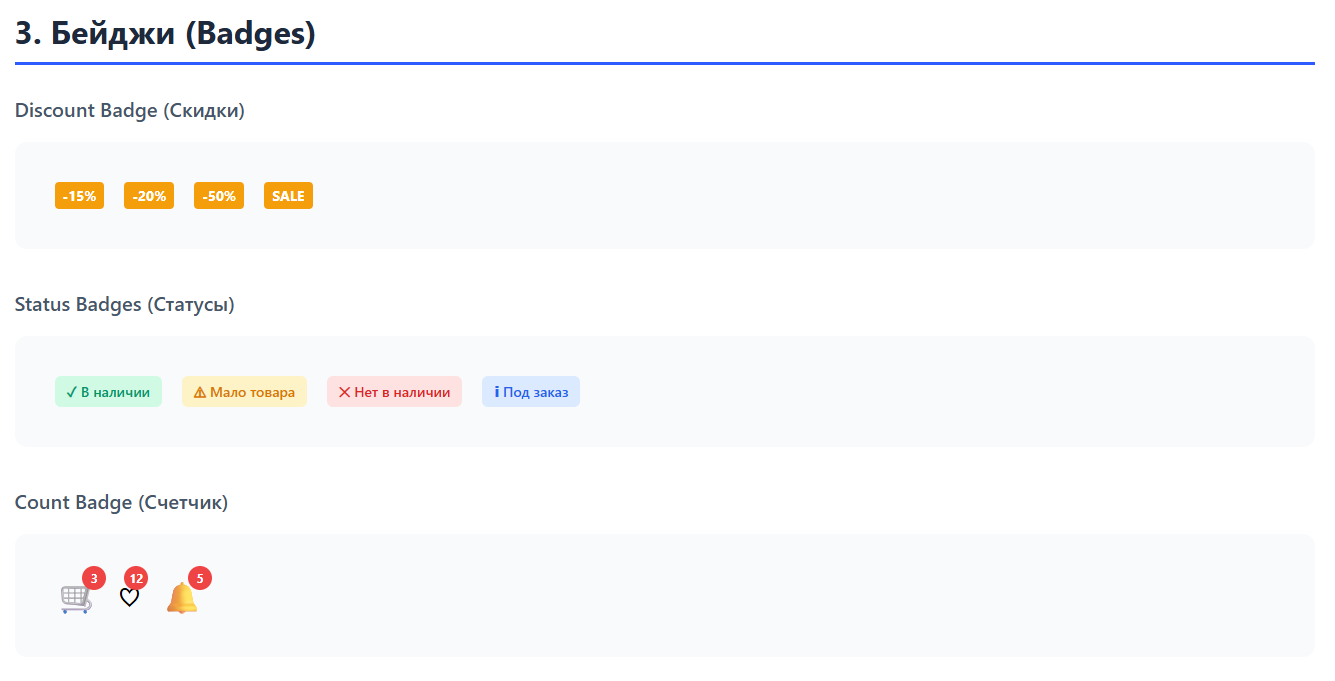 3. Бейджи (Badges)
Discount Badge (Скидки)
-15% -20% -50% SALE
Status Badges (Статусы)
✓ В наличии ⚠ Мало товара ✕ Нет в наличии ℹ Под заказ
Count Badge (Счетчик)
3 12 5